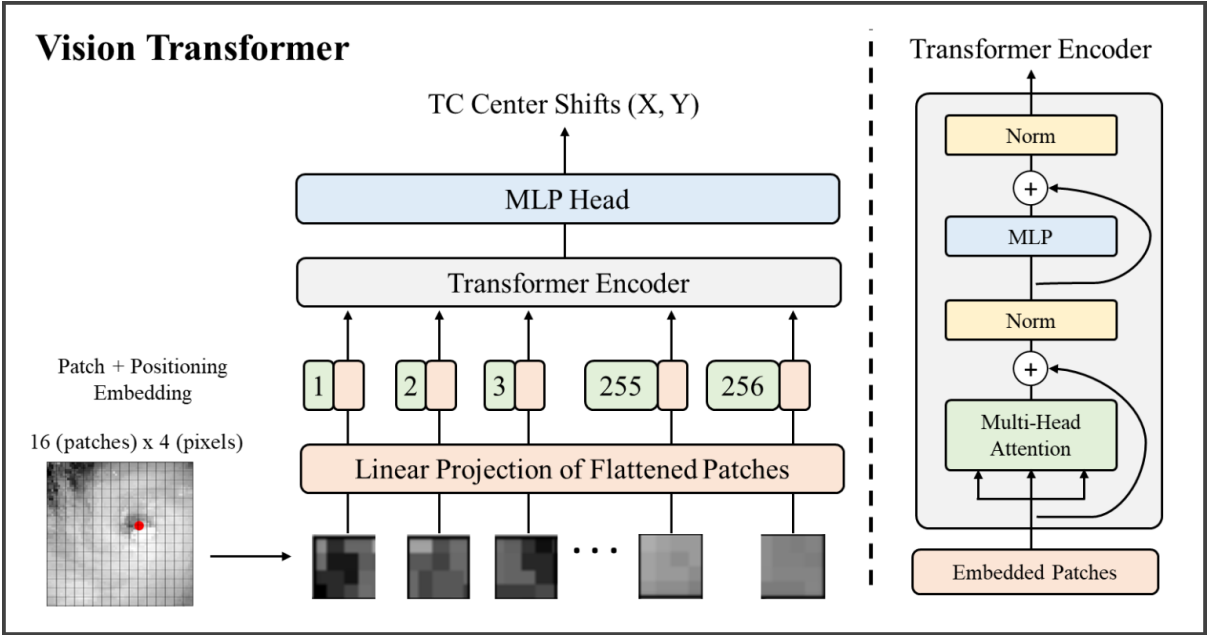 Vision Transformer
TC Center Shifts (X, Y)
MLP Head
Transformer Encoder
Patch + Positioning
Embedding
1
2
3
255
256
16 (patches) x 4 (pixels)
Linear Projection of Flattened Patches
Transformer Encoder
Norm
+
MLP
Norm
+
Multi-Head
Attention
Embedded Patches